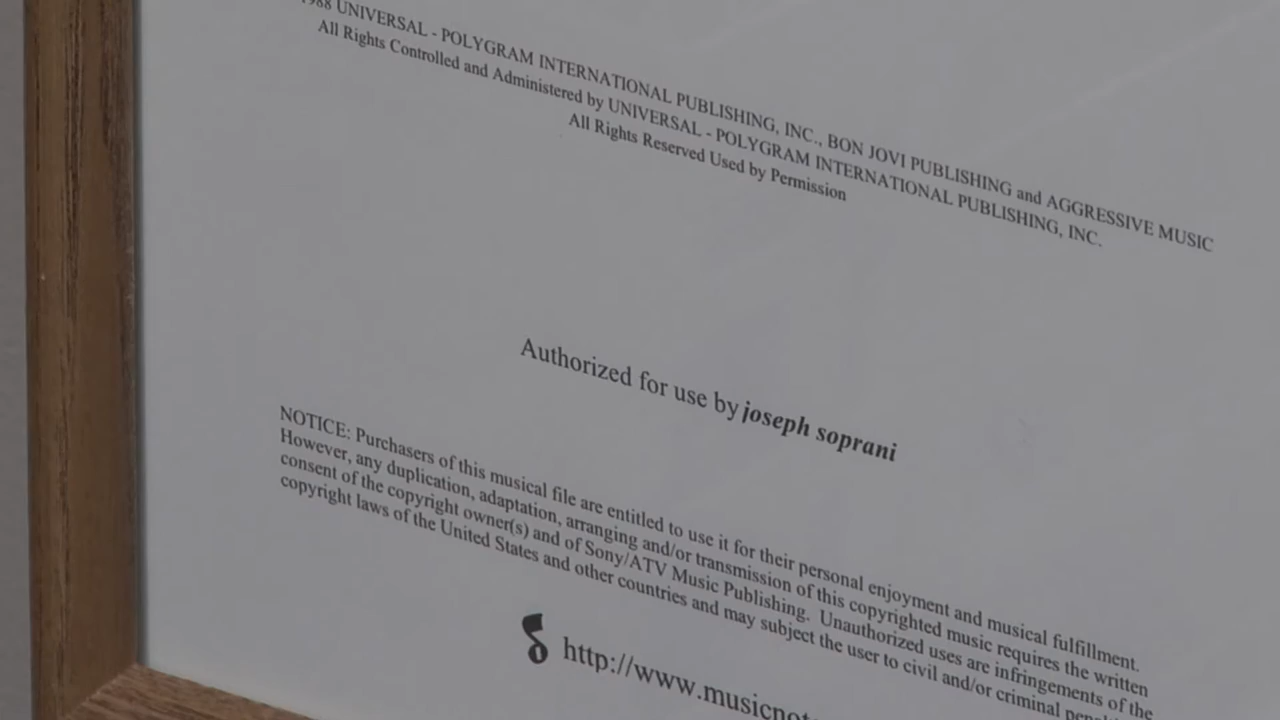 1988 UNIVERSAL - POLYGRAM INTERNATIONAL PUBLISHING, INC., BON JOVI PUBLISHING and AGGRESSIVE MUSIC
All Rights Controlled and Administered by UNIVERSAL - POLYGRAM INTERNATIONAL PUBLISHING, INC.
All Rights Reserved Used by Permission
Authorized for use by joseph soprani
NOTICE: Purchasers of this musical file are entitled to use it for their personal enjoyment and musical fulfillment.
However, any duplication, adaptation, arranging and/or transmission of this copyrighted music requires the written
consent of the copyright owner(s) and of Sony/ATV Music Publishing. Unauthorized uses are infringements of the
copyright laws of the United States and other countries and may subject the user to civil and/or criminal
http://www.musicnot